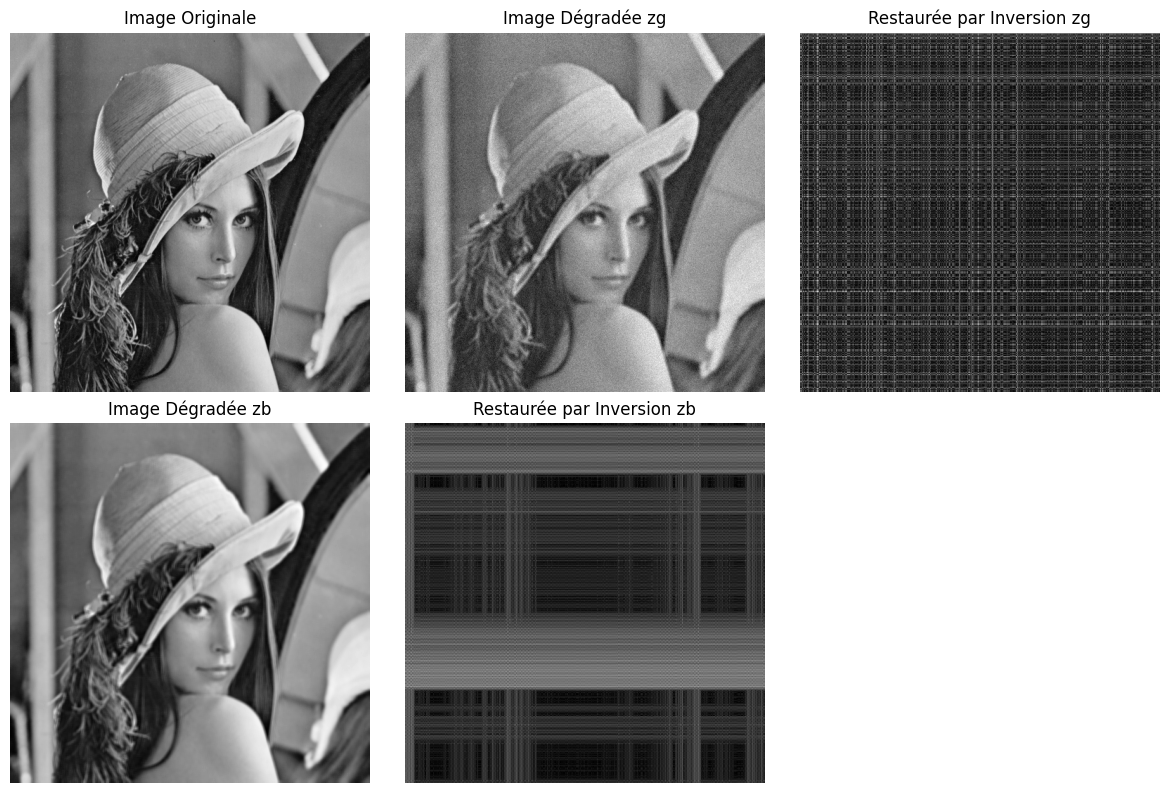 Image Originale
Image Dégradée zg
Restaurée par Inversion zg
Image Dégradée zb
Restaurée par Inversion zb